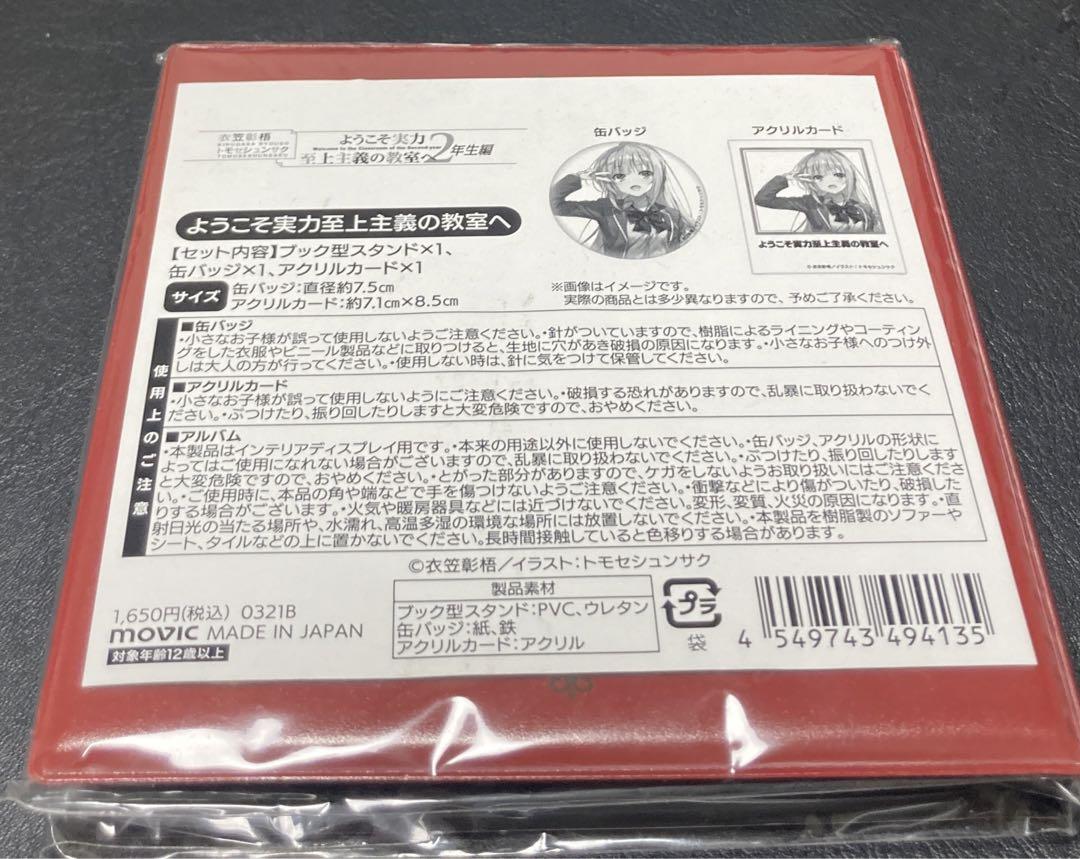 衣笠彰梧
KINUGASA SYOUGO
トモセシュンサク
TOMOSESHUNSAKU
ようこそ実力
Welcome to the Classroom of the Second-year
至上主義の教室へ2年生編
缶バッジ
アクリルカード
ようこそ実力至上主義の教室へ
©衣笠彰梧/イラスト:トモセシュンサク
ようこそ実力至上主義の教室へ
【セット内容】ブック型スタンド×1、
缶バッジ×1、アクリルカード×1
サイズ
缶バッジ:直径約7.5cm
アクリルカード:約7.1cm×8.5cm
※画像はイメージです。
実際の商品とは多少異なりますので、予めご了承ください。
使用上のご注意
■缶バッジ
・小さなお子様が誤って使用しないようご注意ください。・針がついていますので、樹脂によるライニングやコーティン
グをした衣服やビニール製品などに取りつけると、生地に穴があき破損の原因になります。・小さなお子様へのつけ外
しは大人の方が行ってください。・使用しない時は、針に気をつけて保管してください。
■アクリルカード
・小さなお子様が誤って使用しないようにご注意ください。・破損する恐れがありますので、乱暴に取り扱わないでく
ださい。・ぶつけたり、振り回したりしますと大変危険ですので、おやめください。
■アルバム
・本製品はインテリアディスプレイ用です。・本来の用途以外に使用しないでください。・缶バッジ、アクリルの形状に
よってはご使用になれない場合がございますので、乱暴に取り扱わないでください。・ぶつけたり、振り回したりしますと
大変危険ですので、おやめください。・とがった部分がありますので、ケガをしないようお取り扱いにはご注意くださ
い。・ご使用時に、本品の角や端などで手を傷つけないようご注意ください。・衝撃などにより傷がついたり、破損した
りする場合がございます。・火気や暖房器具などには近づけないでください。変形、変質、火災の原因になります。・直
射日光の当たる場所や、水濡れ、高温多湿の環境な場所には放置しないでください。・本製品を樹脂製のソファーや
シート、タイルなどの上に置かないでください。長時間接触していると色移りする場合があります。
©衣笠彰梧/イラスト:トモセシュンサク
1,650円(税込) 0321B
movic MADE IN JAPAN
対象年齢12歳以上
製品素材
ブック型スタンド:PVC、ウレタン
缶バッジ:紙、鉄
アクリルカード:アクリル
プラ
袋
4 549743 494135